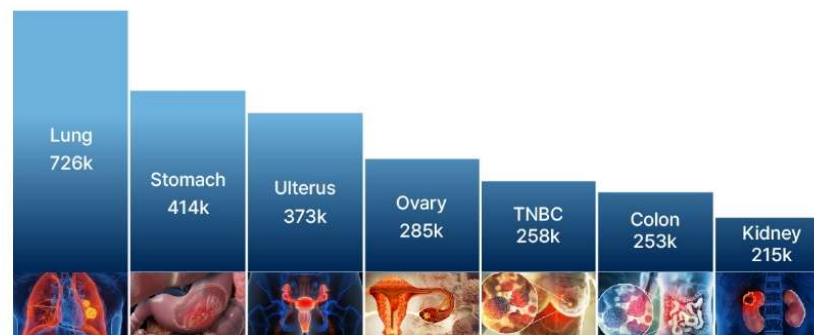 Lung
726k
Stomach
414k
Ulterus
373k
Ovary
285k
TNBC
258k
Colon
253k
Kidney
215k